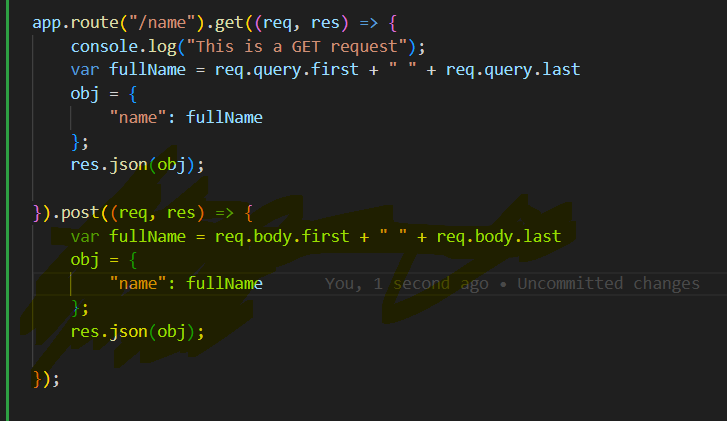 app.route("/name").get((req, res) => {
    console.log("This is a GET request");
    var fullName = req.query.first + " " + req.query.last
    obj = {
        "name": fullName
    };
    res.json(obj);

}).post((req, res) => {
    var fullName = req.body.first + " " + req.body.last
    obj = {
        "name": fullName You, 1 second ago • Uncommitted changes
    };
    res.json(obj);

});